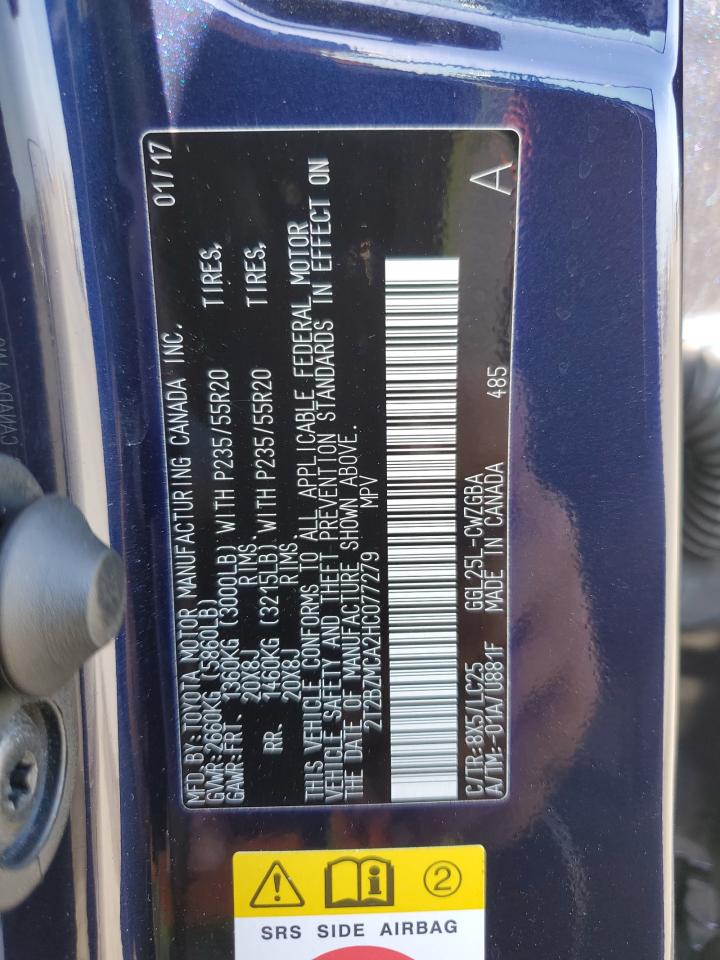 MFD.BY:TOYOTA MOTOR MANUFACTURING CANADA INC. 01/17
GVWR:2660KG (5860LB)
GAWR:FRT. 1360KG (3000LB) WITH P235/55R20 TIRES,
20X8J RIMS.
RR. 1460KG (3215LB) WITH P235/55R20 TIRES,
20X8J RIMS
THIS VEHICLE CONFORMS TO ALL APPLICABLE FEDERAL MOTOR
VEHICLE SAFETY AND THEFT PREVENTION STANDARDS IN EFFECT ON
THE DATE OF MANUFACTURE SHOWN ABOVE.
2T2BZMCA2HC077279 MPV
C/TR:8X5/LC25 GGL25L-CWZGBA 485
A/TM:-01A/U881F MADE IN CANADA A
2
SRS SIDE AIRBAG